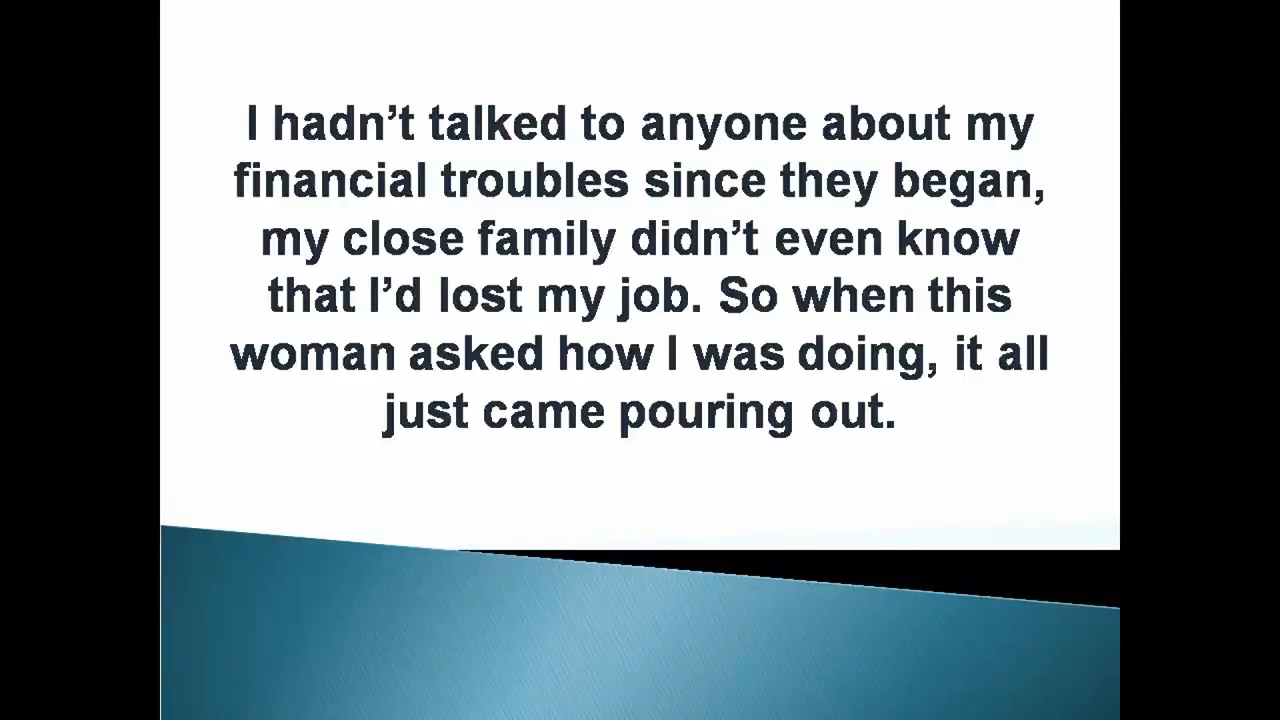 I hadn’t talked to anyone about my
financial troubles since they began,
my close family didn’t even know
that I’d lost my job. So when this
woman asked how I was doing, it all
just came pouring out.